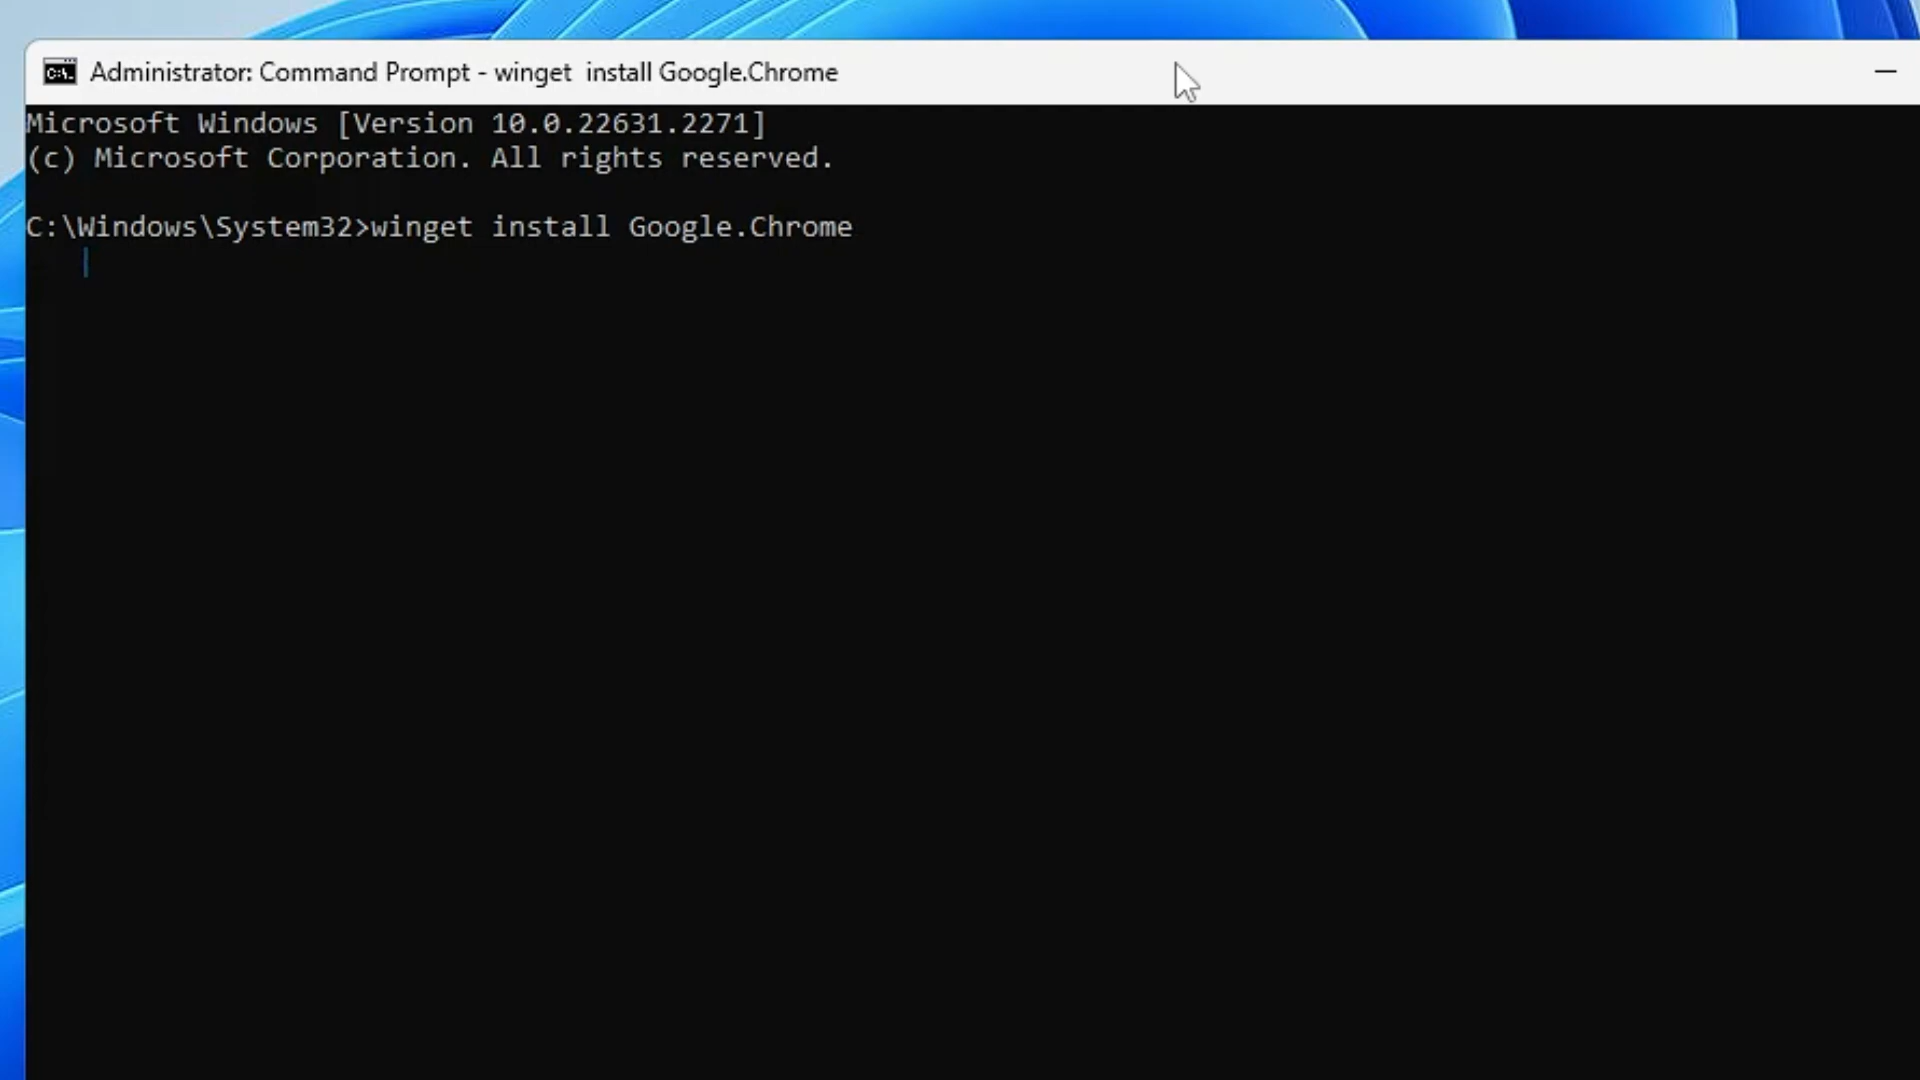 Administrator: Command Prompt - winget  install Google.Chrome
Microsoft Windows [Version 10.0.22631.2271]
(c) Microsoft Corporation. All rights reserved.
C:\Windows\System32>winget install Google.Chrome